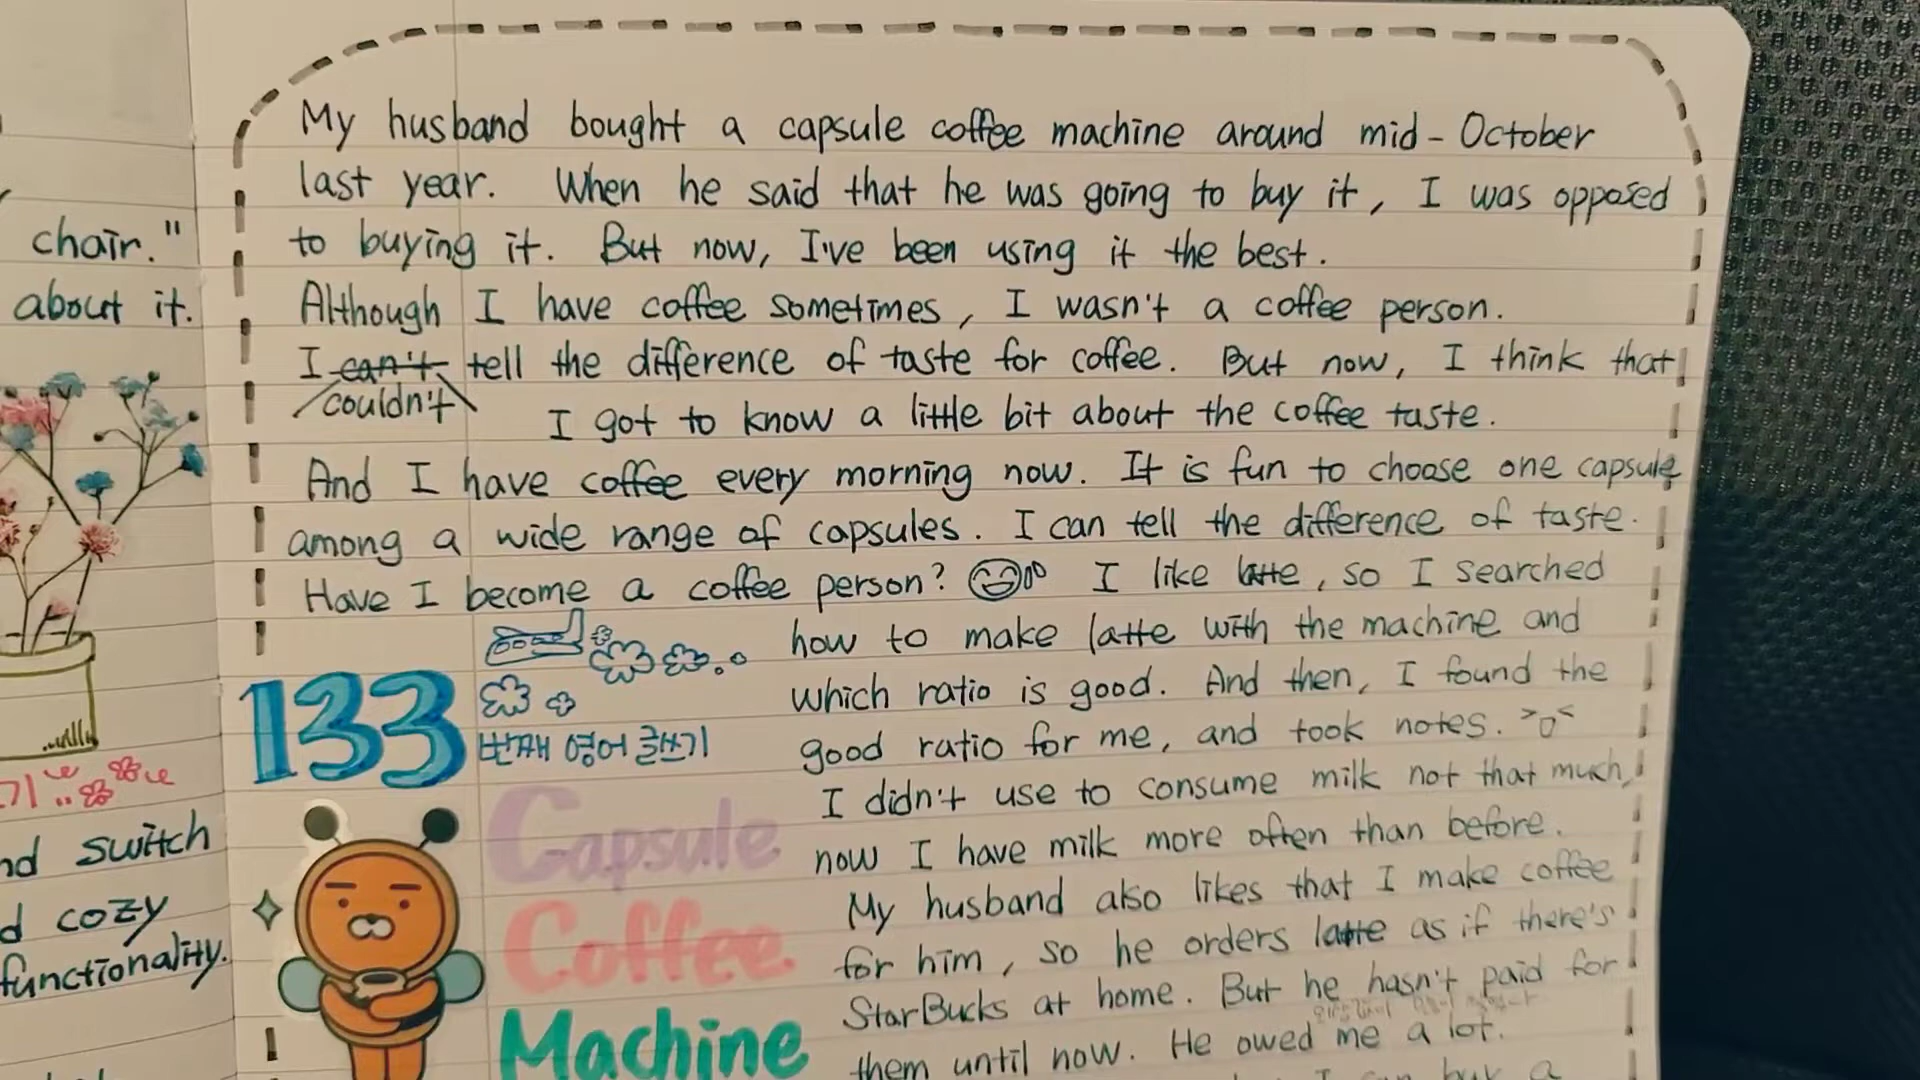 chair."
about it.
nd switch
d cozy
functionality.
My husband bought a capsule coffee machine around mid-October
last year. When he said that he was going to buy it, I was opposed
to buying it. But now, I've been using it the best.
Although I have coffee sometimes, I wasn't a coffee person.
I can't tell the difference of taste for coffee. But now, I think that
couldn't
I got to know a little bit about the coffee taste.
And I have coffee every morning now. It is fun to choose one capsule
among a wide range of capsules. I can tell the difference of taste.
Have I become a coffee person? I like latte, so I searched
how to make latte with the machine and
which ratio is good. And then, I found the
good ratio for me, and took notes. >o<
I didn't use to consume milk not that much,
now I have milk more often than before.
My husband also likes that I make coffee
for him, so he orders latte as if there's
StarBucks at home. But he hasn't paid for
them until now. He owed me a lot.
I can buy a
133
번째 영어 글쓰기
Capsule
Coffee
Machine